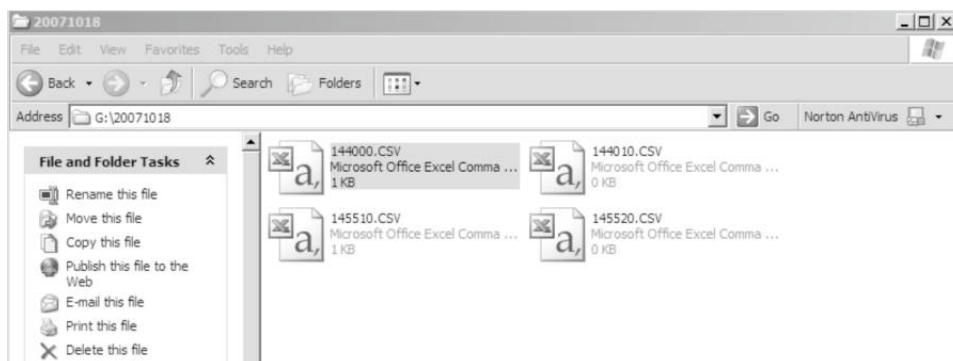 20071018
File Edit View Favorites Tools Help
Back Search Folders
Address G:\20071018 Go Norton AntiVirus
File and Folder Tasks
Rename this file
Move this file
Copy this file
Publish this file to the
Web
E-mail this file
Print this file
Delete this file
144000.CSV
Microsoft Office Excel Comma ...
1 KB
144010.CSV
Microsoft Office Excel Comma ...
0 KB
145510.CSV
Microsoft Office Excel Comma ...
1 KB
145520.CSV
Microsoft Office Excel Comma ...
0 KB